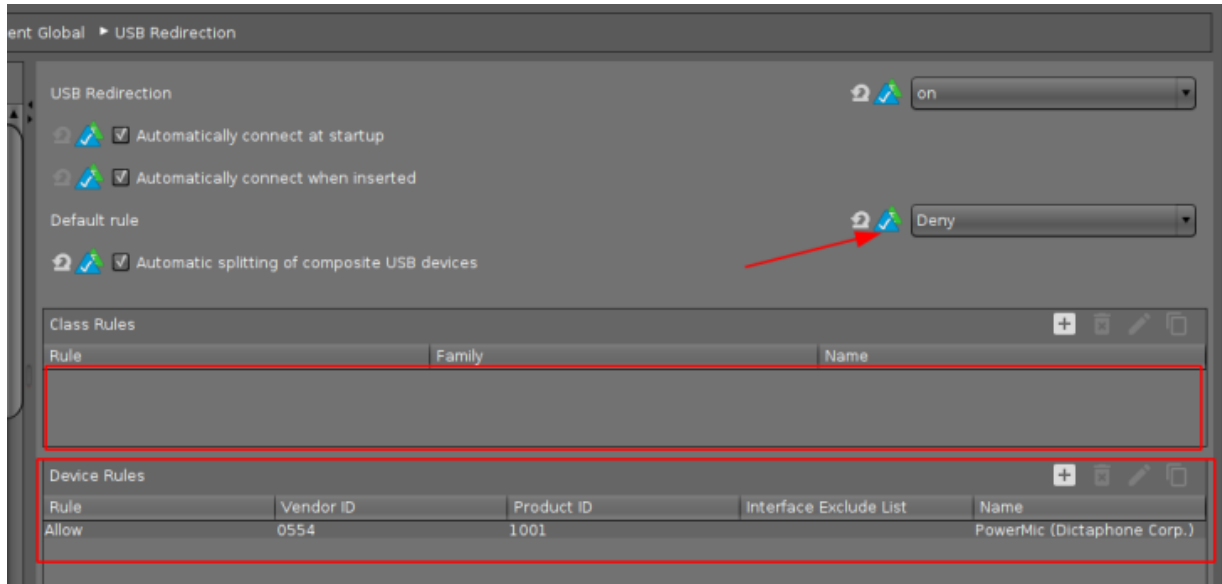 ent Global ▸ USB Redirection
USB Redirection on
Automatically connect at startup
Automatically connect when inserted
Default rule Deny
Automatic splitting of composite USB devices
Class Rules
Rule Family Name
Device Rules
Rule Vendor ID Product ID Interface Exclude List Name
Allow 0554 1001 PowerMic (Dictaphone Corp.)